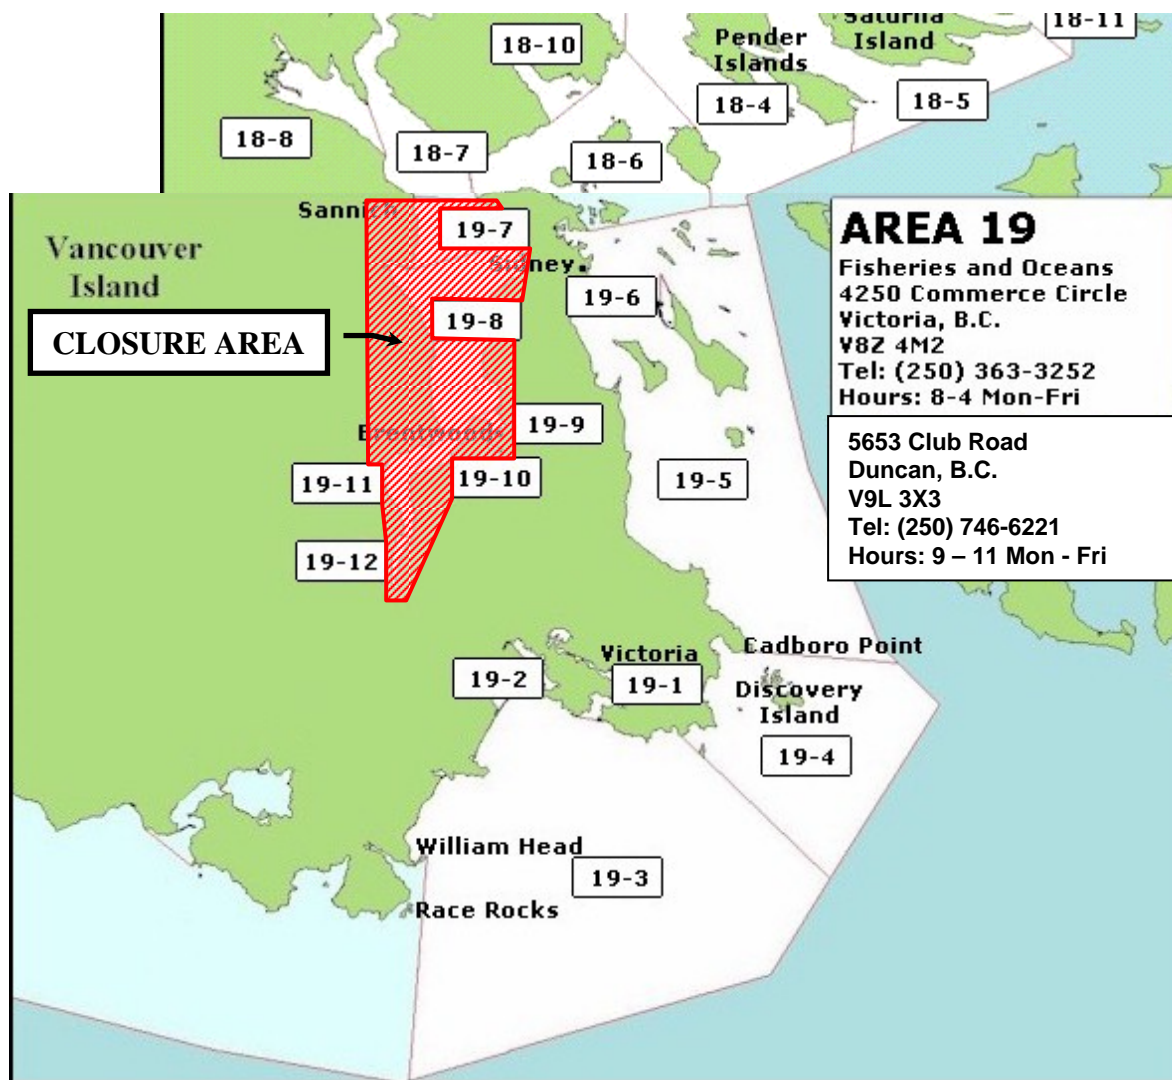 Saturna
Island
18-11
18-10
Pender
Islands
18-4
18-5
18-8
18-7
18-6
Sannich
19-7
Sidney
Vancouver
Island
19-6
19-8
CLOSURE AREA
AREA 19
Fisheries and Oceans
4250 Commerce Circle
Victoria, B.C.
V8Z 4M2
Tel: (250) 363-3252
Hours: 8-4 Mon-Fri
Brentwood
19-9
19-11
19-10
19-5
5653 Club Road
Duncan, B.C.
V9L 3X3
Tel: (250) 746-6221
Hours: 9 – 11 Mon - Fri
19-12
Cadboro Point
Victoria
19-2
19-1
Discovery
Island
19-4
William Head
19-3
Race Rocks